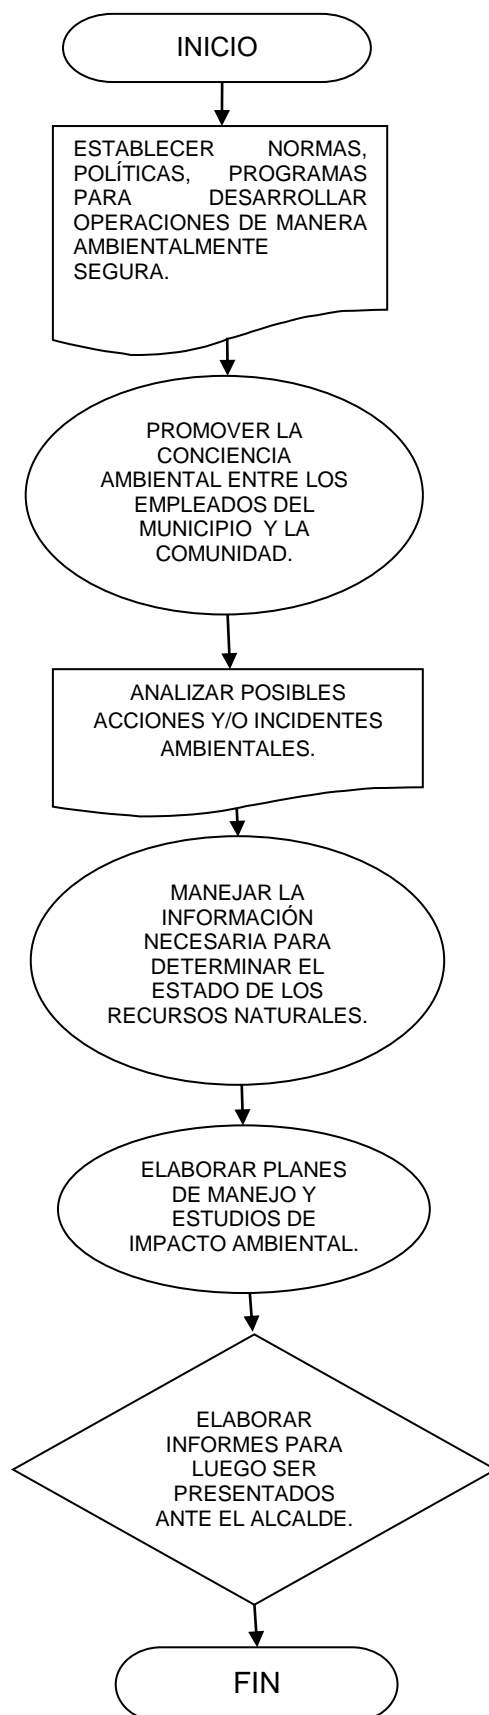 INICIO
ESTABLECER NORMAS,
POLÍTICAS, PROGRAMAS
PARA DESARROLLAR
OPERACIONES DE MANERA
AMBIENTALMENTE
SEGURA.
PROMOVER LA
CONCIENCIA
AMBIENTAL ENTRE LOS
EMPLEADOS DEL
MUNICIPIO Y LA
COMUNIDAD.
ANALIZAR POSIBLES
ACCIONES Y/O INCIDENTES
AMBIENTALES.
MANEJAR LA
INFORMACIÓN
NECESARIA PARA
DETERMINAR EL
ESTADO DE LOS
RECURSOS NATURALES.
ELABORAR PLANES
DE MANEJO Y
ESTUDIOS DE
IMPACTO AMBIENTAL.
ELABORAR
INFORMES PARA
LUEGO SER
PRESENTADOS
ANTE EL ALCALDE.
FIN